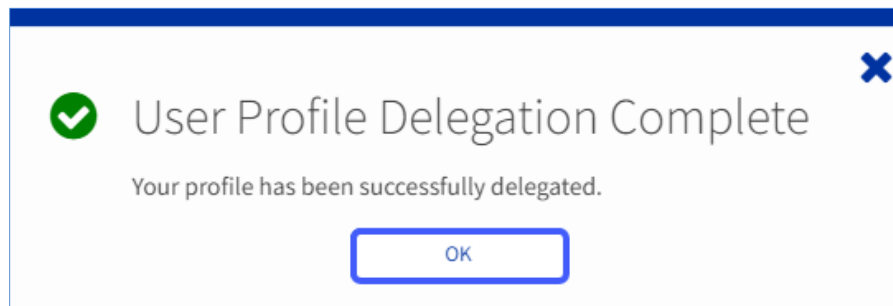 User Profile Delegation Complete
Your profile has been successfully delegated.
OK